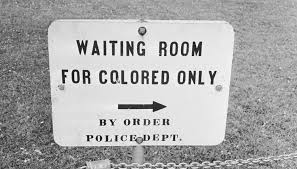 WAITING ROOM
FOR COLORED ONLY
BY ORDER
POLICE DEPT.